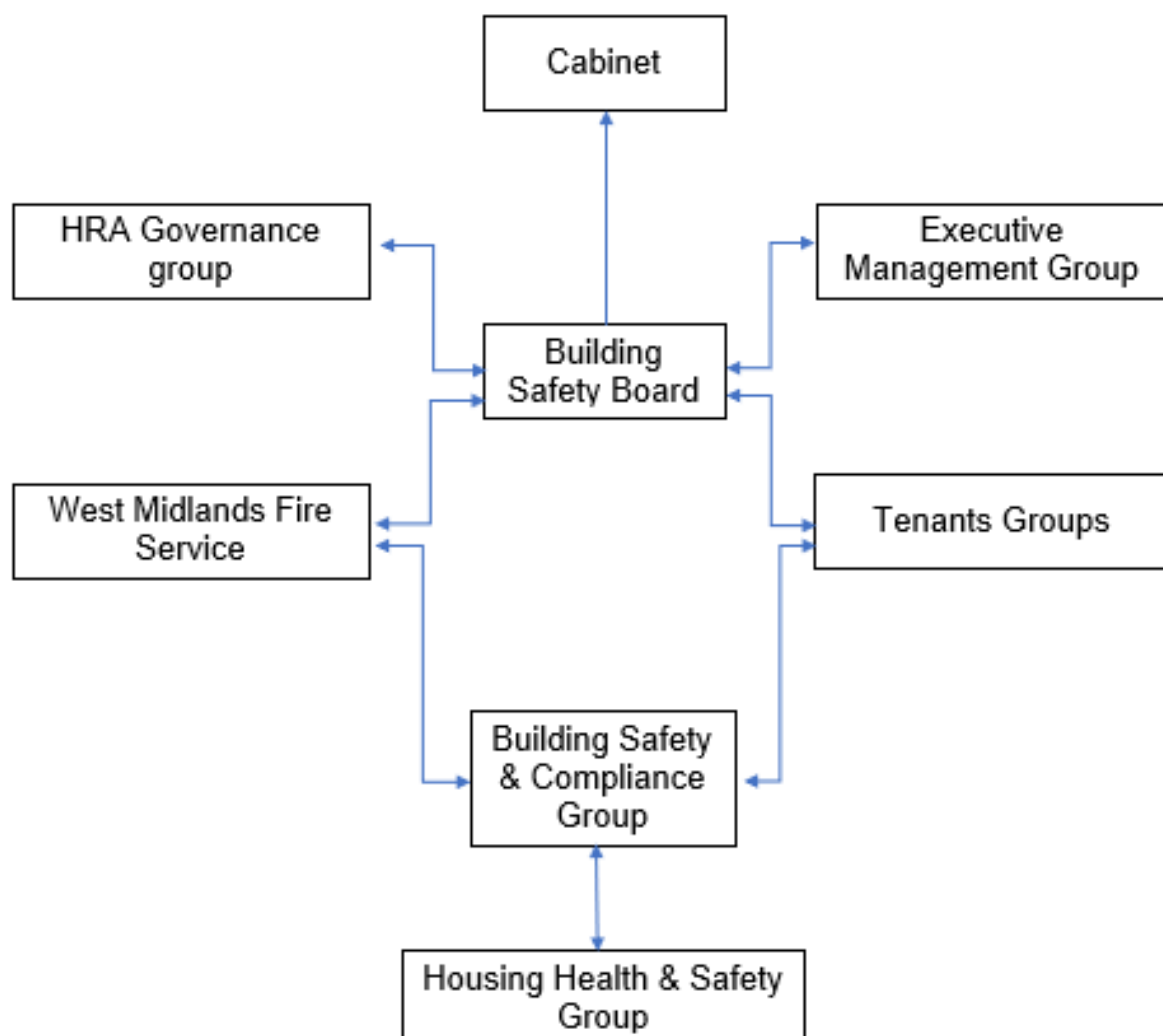 Cabinet
HRA Governance
group
Executive
Management Group
Building
Safety Board
West Midlands Fire
Service
Tenants Groups
Building Safety
& Compliance
Group
Housing Health & Safety
Group